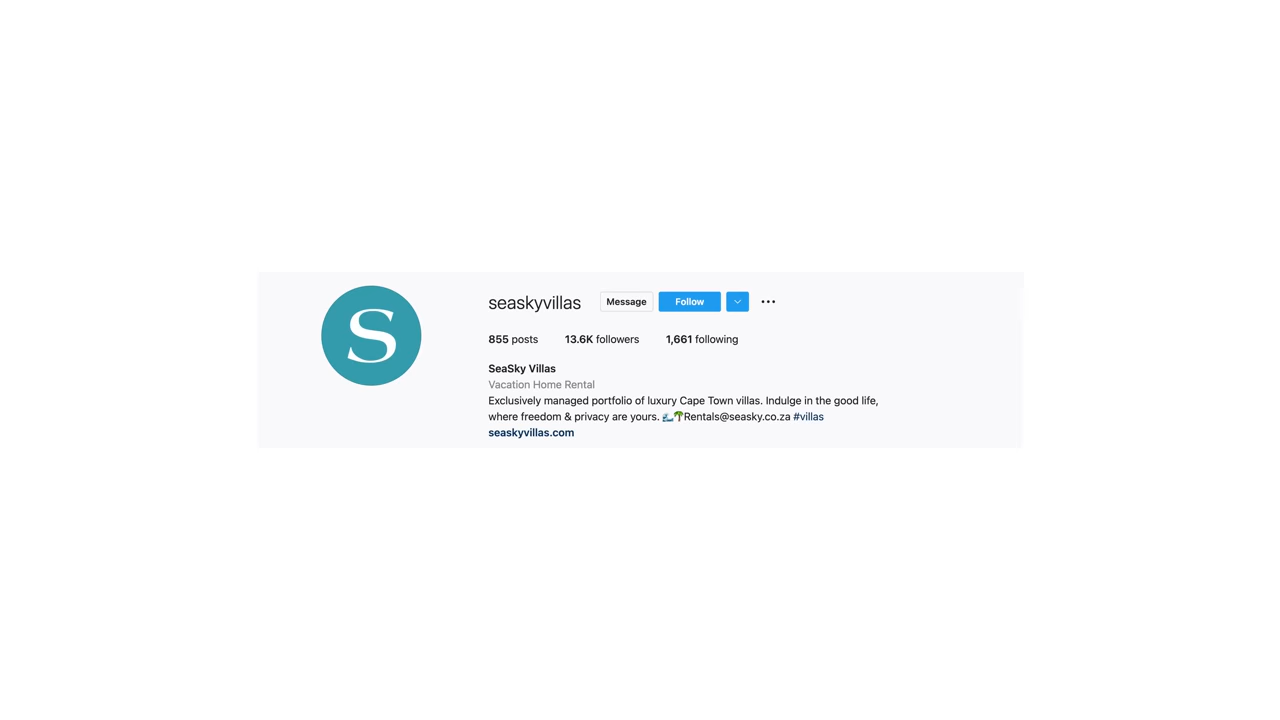 S
seaskyvillas Message Follow
855 posts 13.6K followers 1,661 following
SeaSky Villas
Vacation Home Rental
Exclusively managed portfolio of luxury Cape Town villas. Indulge in the good life,
where freedom & privacy are yours. 🌊🌴Rentals@seasky.co.za #villas
seaskyvillas.com